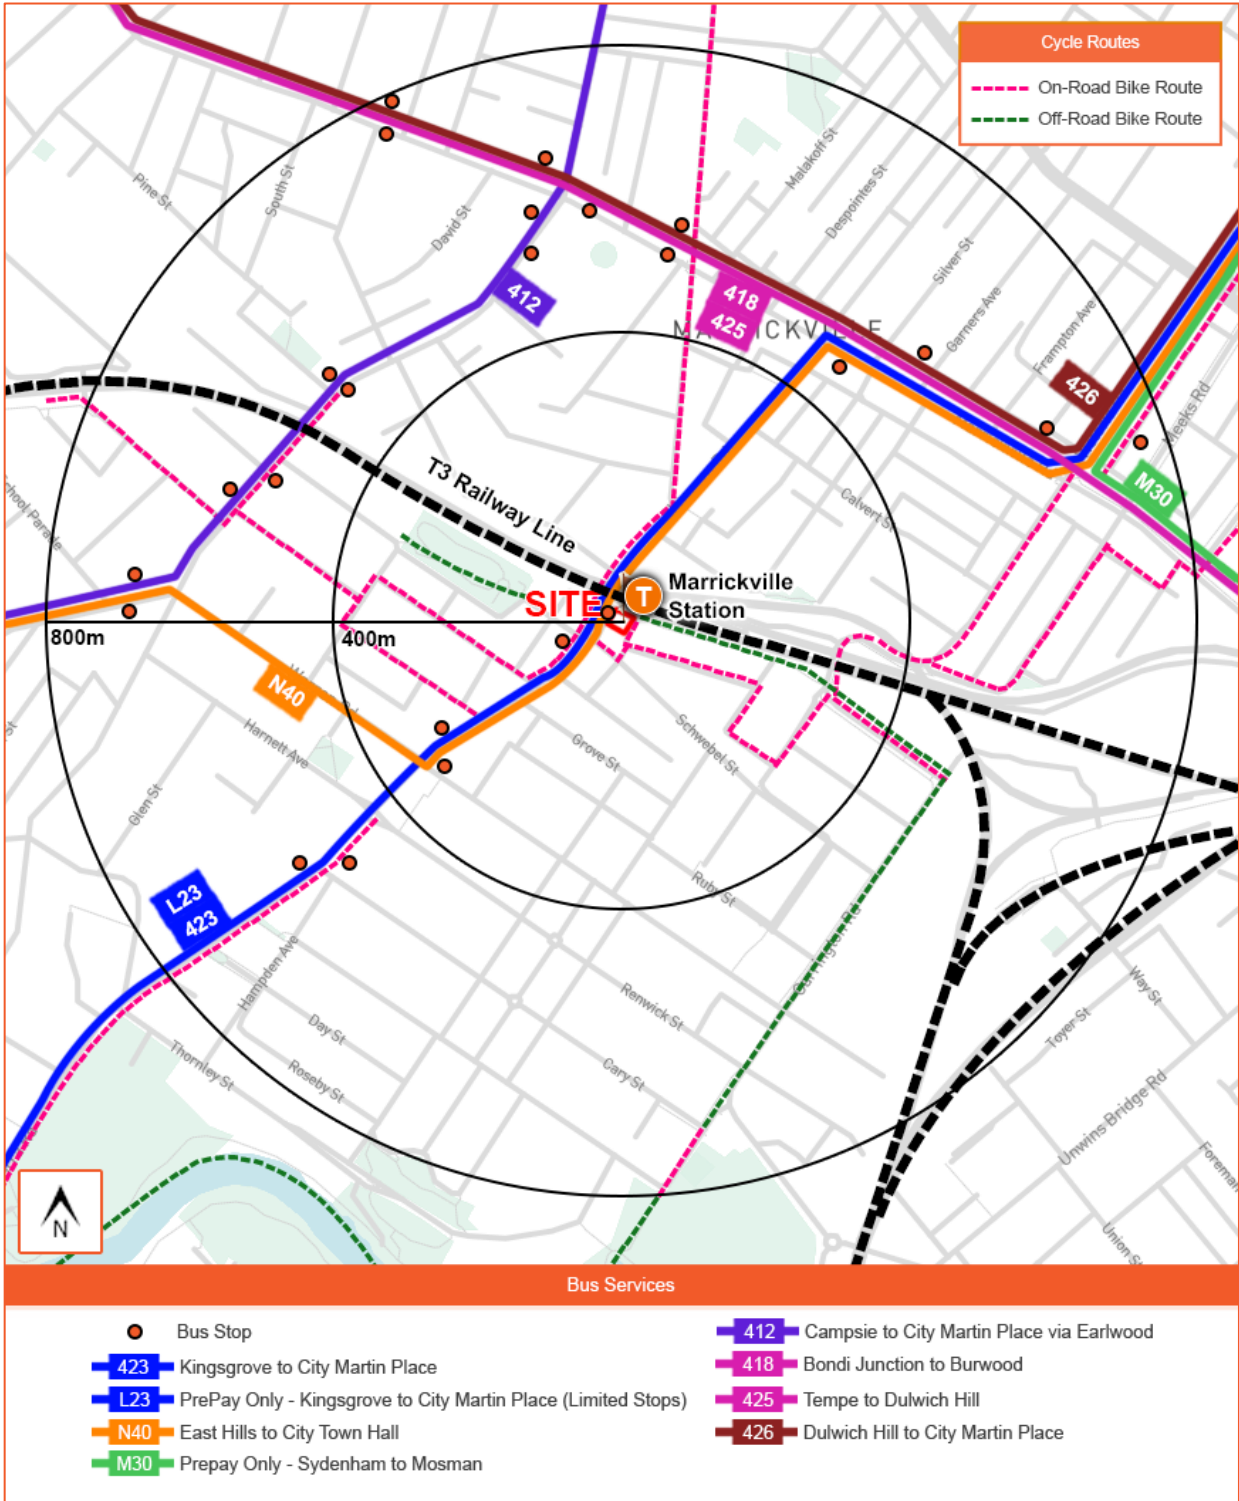 Cycle Routes
On-Road Bike Route
Off-Road Bike Route
Malakoff St
Despointes St
Pine St
South St
David St
Silver St
Garners Ave
Frampton Ave
412
418
425
MARRICKVILLE
426
Meeks Rd
M30
T3 Railway Line
Calvert St
School Parade
Marrickville
Station
T
SITE
800m
400m
N40
Harnett Ave
Grove St
Schwebel St
Glen St
Ruby St
L23
423
Hampden Ave
Carrington Rd
Way St
Renwick St
Day St
Toyer St
Thornley St
Roseby St
Cary St
Unwins Bridge Rd
Union St
N
Bus Services
Bus Stop
423 Kingsgrove to City Martin Place
L23 PrePay Only - Kingsgrove to City Martin Place (Limited Stops)
N40 East Hills to City Town Hall
M30 Prepay Only - Sydenham to Mosman
412 Campsie to City Martin Place via Earlwood
418 Bondi Junction to Burwood
425 Tempe to Dulwich Hill
426 Dulwich Hill to City Martin Place